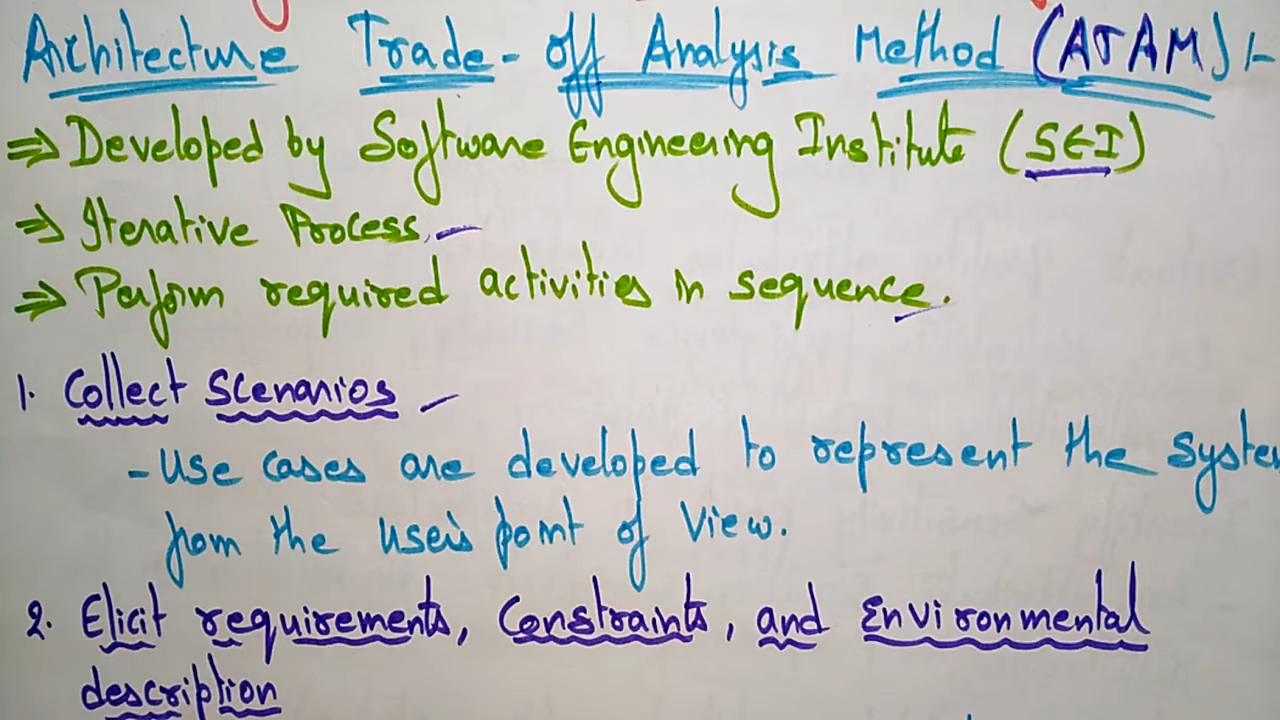 Architecture Trade-off Analysis Method (ATAM) :-
⇒ Developed by Software Engineering Institute (SEI)
⇒ Iterative Process.
⇒ Perform required activities in sequence.
1. Collect Scenarios
- Use cases are developed to represent the system
from the user's point of view.
2. Elicit requirements, Constraints, and Environmental
description